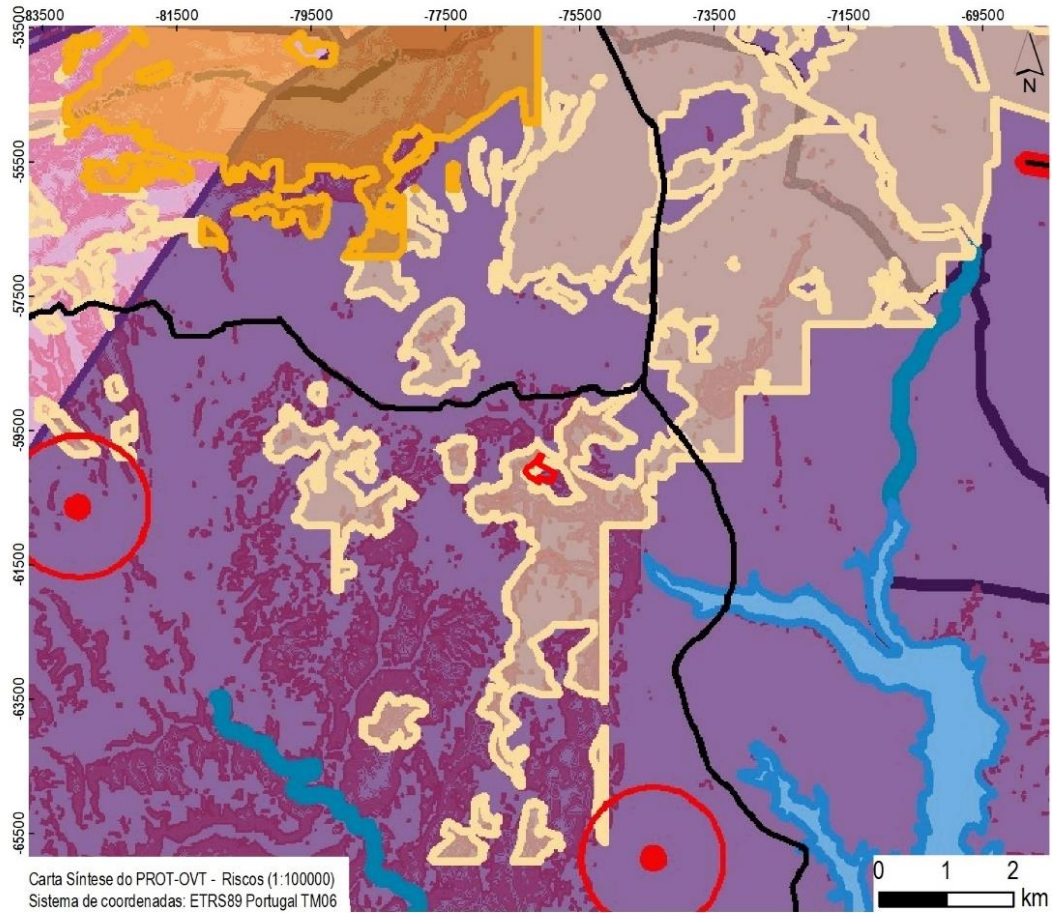 -83500 -81500 -79500 -77500 -75500 -73500 -71500 -69500
-53500
-55500
-57500
-59500
-61500
-63500
-65500
N
Carta Síntese do PROT-OVT - Riscos (1:100000)
Sistema de coordenadas: ETRS89 Portugal TM06
0 1 2
km